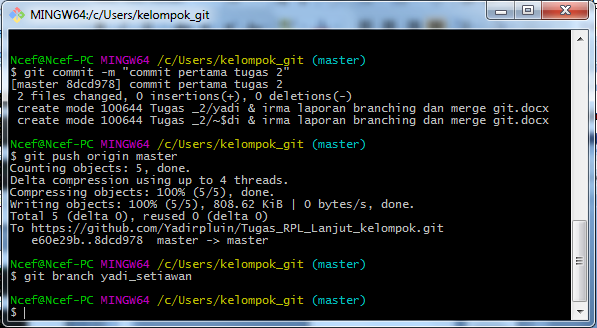 MINGW64:/c/Users/kelompok_git
Ncef@Ncef-PC MINGW64 /c/Users/kelompok_git (master)
$ git commit -m "commit pertama tugas 2"
[master 8dcd978] commit pertama tugas 2
 2 files changed, 0 insertions(+), 0 deletions(-)
 create mode 100644 Tugas _2/yadi & irma laporan branching dan merge git.docx
 create mode 100644 Tugas _2/~$di & irma laporan branching dan merge git.docx
Ncef@Ncef-PC MINGW64 /c/Users/kelompok_git (master)
$ git push origin master
Counting objects: 5, done.
Delta compression using up to 4 threads.
Compressing objects: 100% (5/5), done.
Writing objects: 100% (5/5), 808.62 KiB | 0 bytes/s, done.
Total 5 (delta 0), reused 0 (delta 0)
To https://github.com/Yadirpluin/Tugas_RPL_Lanjut_kelompok.git
   e60e29b..8dcd978  master -> master
Ncef@Ncef-PC MINGW64 /c/Users/kelompok_git (master)
$ git branch yadi_setiawan
Ncef@Ncef-PC MINGW64 /c/Users/kelompok_git (master)
$